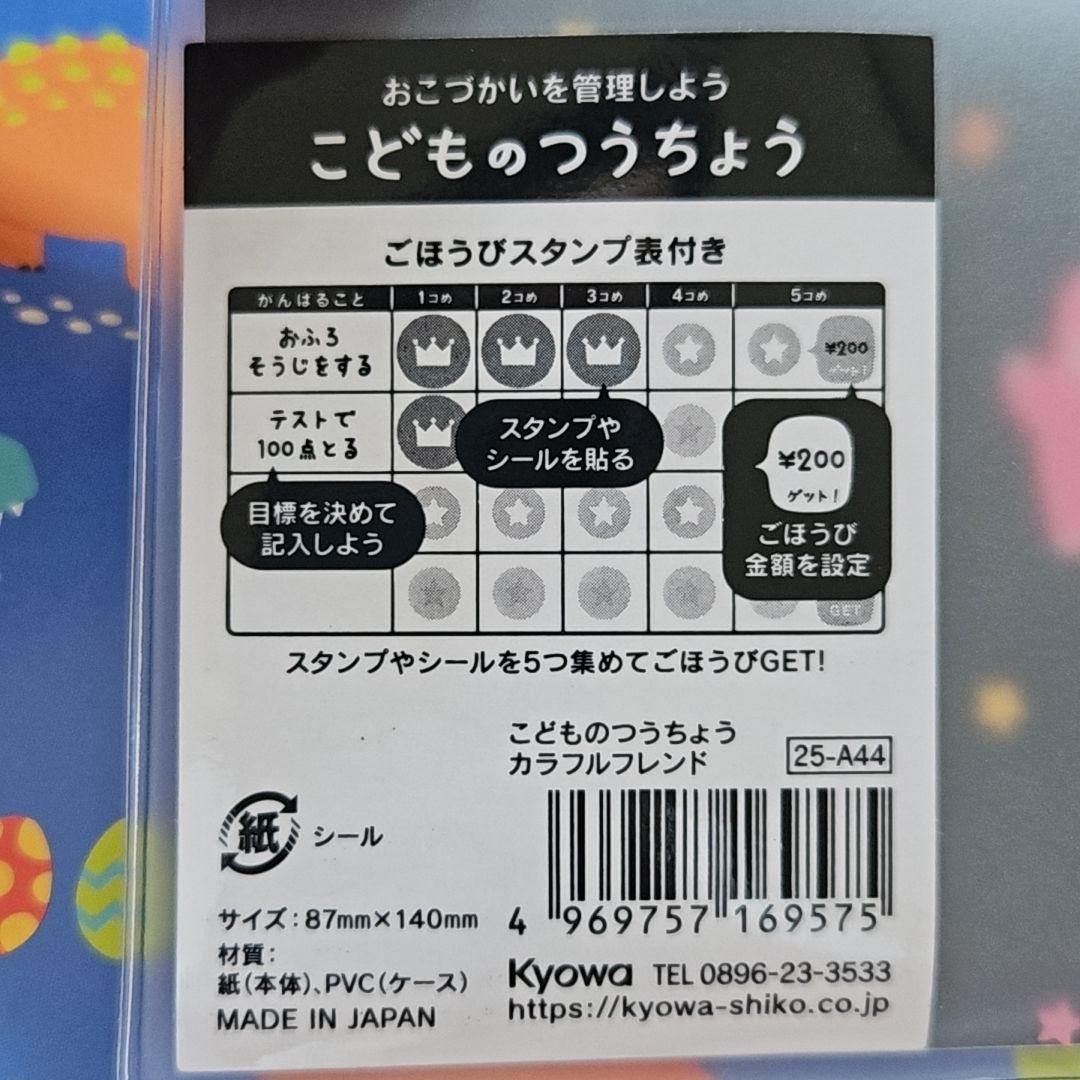 おこづかいを管理しよう
こどものつうちょう
ごほうびスタンプ表付き
がんばること 1コめ 2コめ 3コめ 4コめ 5コめ
おふろ
そうじをする
¥200
ゲット!
テストで
100点とる
スタンプや
シールを貼る
¥200
ゲット!
目標を決めて
記入しよう
ごほうび
金額を設定
GET
スタンプやシールを5つ集めてごほうびGET!
こどものつうちょう
カラフルフレンド
25-A44
紙 シール
4 969757 169575
サイズ:87mm×140mm
材質:
紙(本体)、PVC(ケース)
MADE IN JAPAN
Kyowa TEL 0896-23-3533
https://kyowa-shiko.co.jp